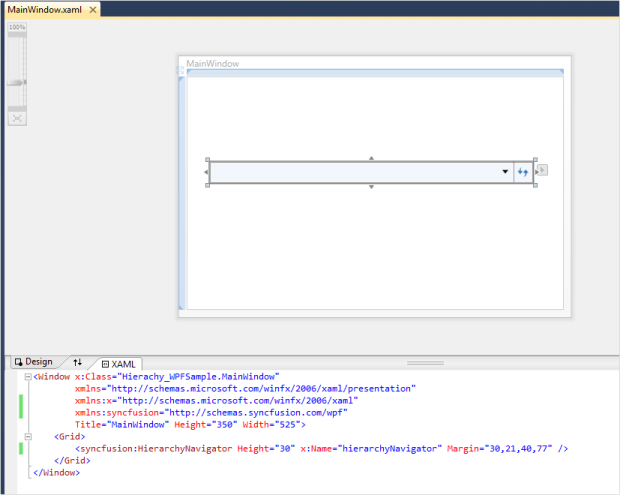 MainWindow.xaml
100%
MainWindow
Design XAML
<Window x:Class="Hierachy_WPFSample.MainWindow"
xmlns="http://schemas.microsoft.com/winfx/2006/xaml/presentation"
xmlns:x="http://schemas.microsoft.com/winfx/2006/xaml"
xmlns:syncfusion="http://schemas.syncfusion.com/wpf"
Title="MainWindow" Height="350" Width="525">
<Grid>
<syncfusion:HierarchyNavigator Height="30" x:Name="hierarchyNavigator" Margin="30,21,40,77" />
</Grid>
</Window>